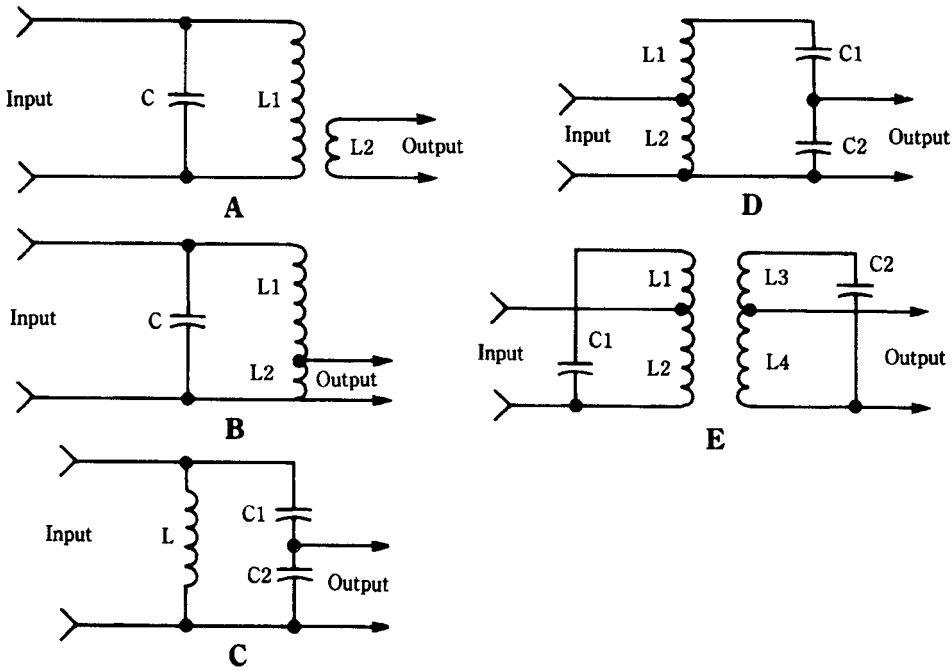 Input
C
L1
L2
Output
A
Input
C
L1
L2
Output
B
Input
L
C1
C2
Output
C
L1
C1
Input
L2
C2
Output
D
L1
L3
C2
Input
C1
L2
L4
Output
E